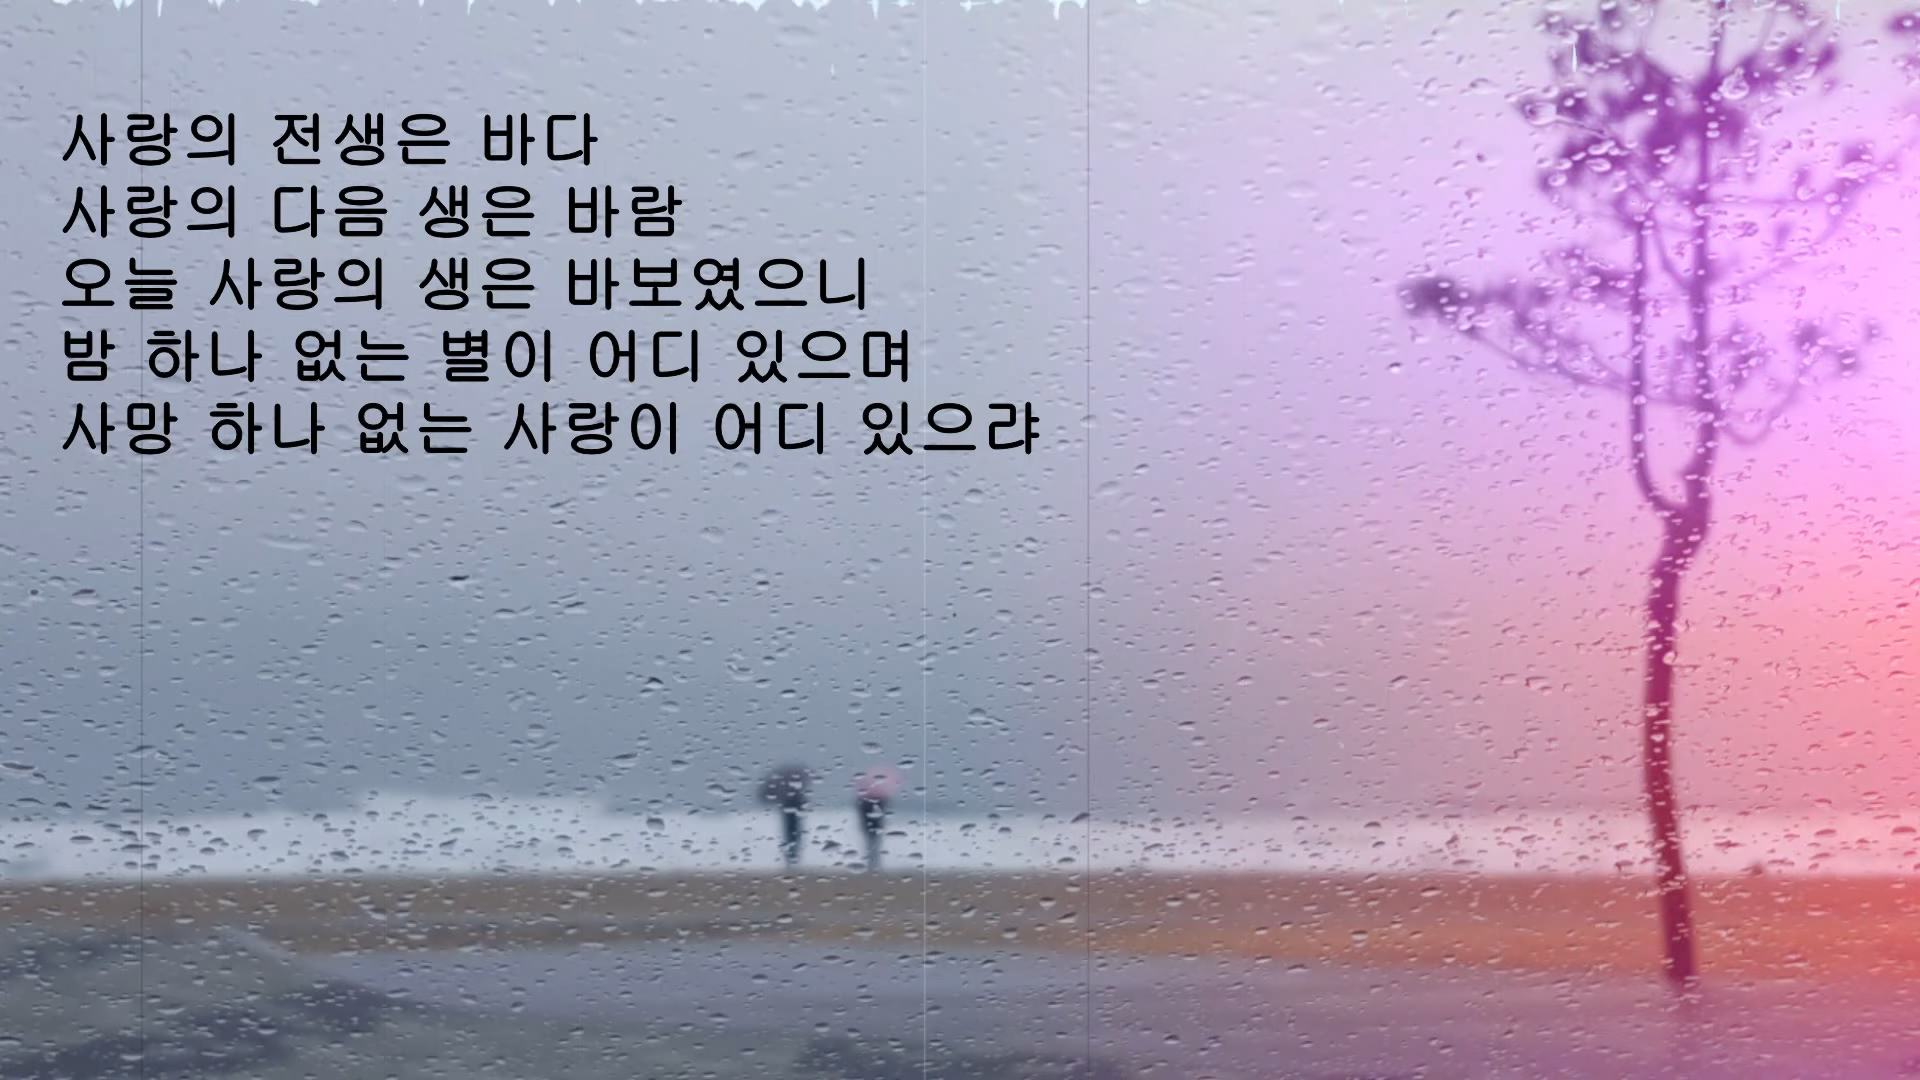 사랑의 전생은 바다
사랑의 다음 생은 바람
오늘 사랑의 생은 바보였으니
밤 하나 없는 별이 어디 있으며
사망 하나 없는 사랑이 어디 있으랴